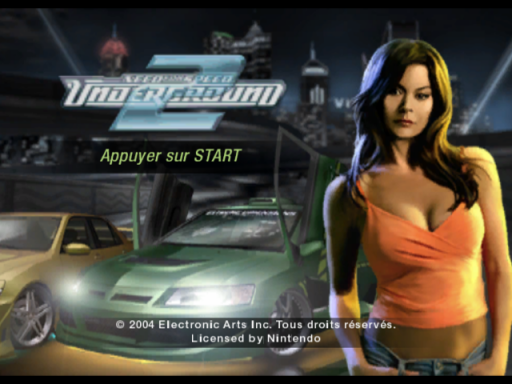 NEED FOR SPEED
UNDERGROUND
2
Appuyer sur START
© 2004 Electronic Arts Inc. Tous droits réservés.
Licensed by Nintendo